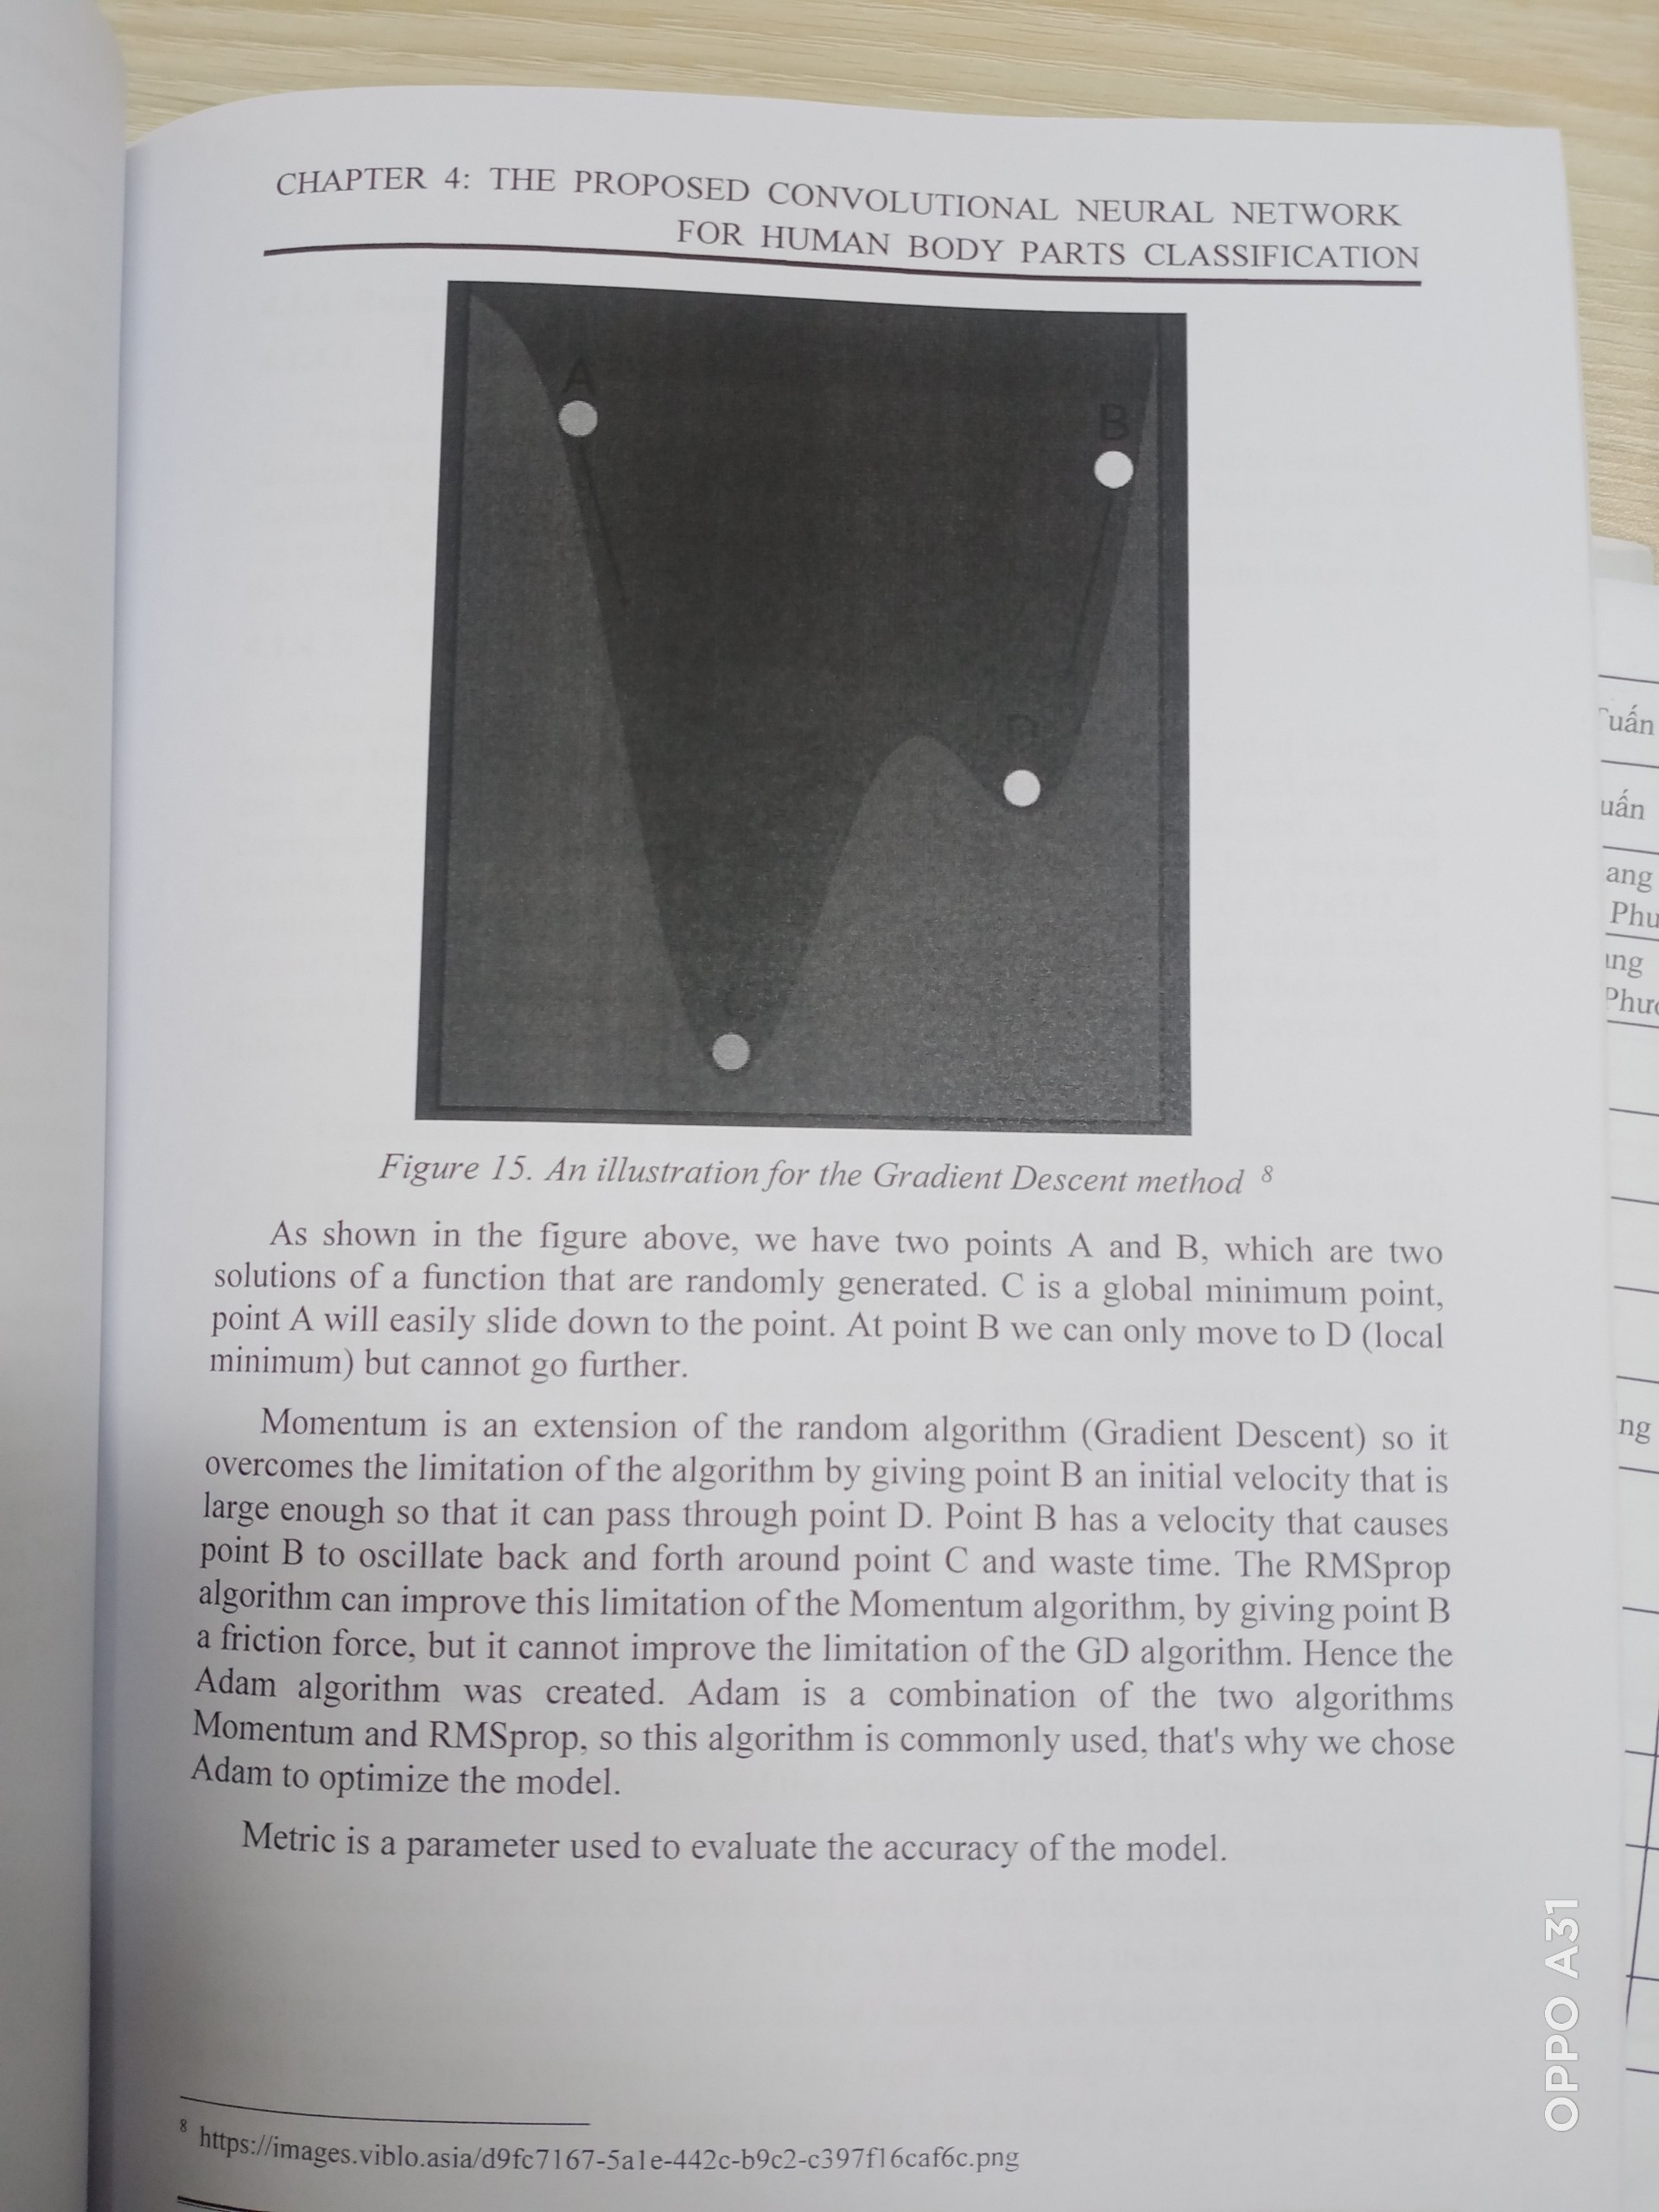 CHAPTER 4: THE PROPOSED CONVOLUTIONAL NEURAL NETWORK
FOR HUMAN BODY PARTS CLASSIFICATION
A
B
D
Figure 15. An illustration for the Gradient Descent method 8
As shown in the figure above, we have two points A and B, which are two
solutions of a function that are randomly generated. C is a global minimum point,
point A will easily slide down to the point. At point B we can only move to D (local
minimum) but cannot go further.
Momentum is an extension of the random algorithm (Gradient Descent) so it
overcomes the limitation of the algorithm by giving point B an initial velocity that is
large enough so that it can pass through point D. Point B has a velocity that causes
point B to oscillate back and forth around point C and waste time. The RMSprop
algorithm can improve this limitation of the Momentum algorithm, by giving point B
a friction force, but it cannot improve the limitation of the GD algorithm. Hence the
Adam algorithm was created. Adam is a combination of the two algorithms
Momentum and RMSprop, so this algorithm is commonly used, that's why we chose
Adam to optimize the model.
Metric is a parameter used to evaluate the accuracy of the model.
8 https://images.viblo.asia/d9fc7167-5a1e-442c-b9c2-c397f16caf6c.png
uấn
ang
Phu
ng
OPPO A31